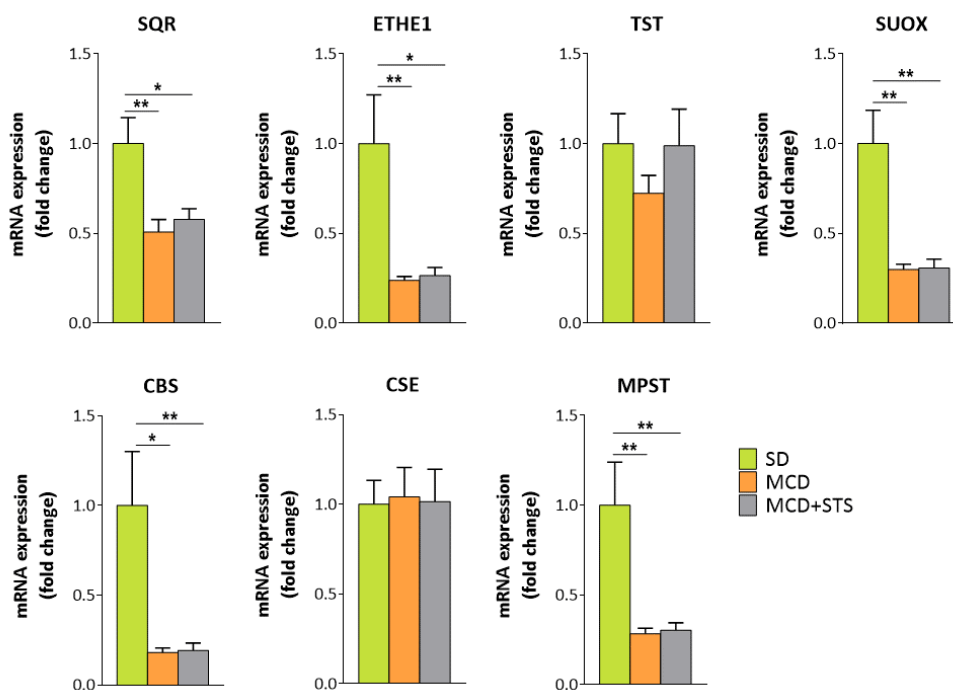 SQR
ETHE1
TST
SUOX
mRNA expression
(fold change)
1.5
1.0
0.5
0.0
*
**
mRNA expression
(fold change)
1.5
1.0
0.5
0.0
*
**
mRNA expression
(fold change)
1.5
1.0
0.5
0.0
mRNA expression
(fold change)
1.5
1.0
0.5
0.0
**
**
CBS
CSE
MPST
mRNA expression
(fold change)
1.5
1.0
0.5
0.0
**
*
mRNA expression
(fold change)
1.5
1.0
0.5
0.0
mRNA expression
(fold change)
1.5
1.0
0.5
0.0
**
**
SD
MCD
MCD+STS